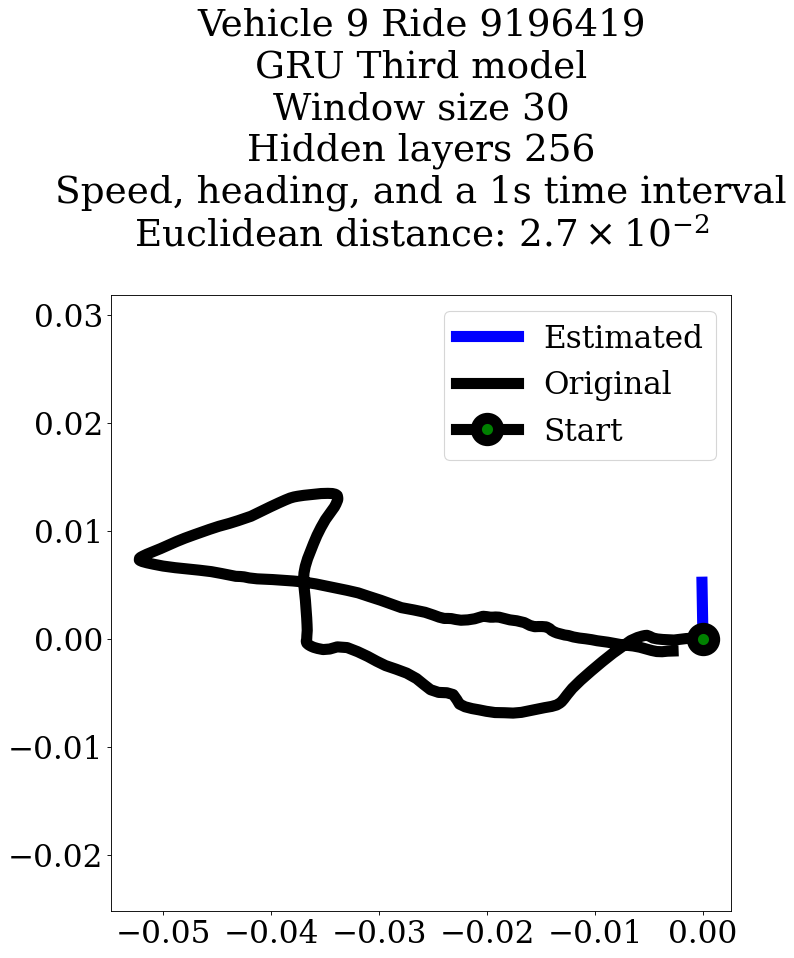 Vehicle 9 Ride 9196419
GRU Third model
Window size 30
Hidden layers 256
Speed, heading, and a 1s time interval
Euclidean distance: 2.7 × 10⁻²
0.03
0.02
0.01
0.00
−0.01
−0.02
Estimated
Original
Start
−0.05 −0.04 −0.03 −0.02 −0.01 0.00